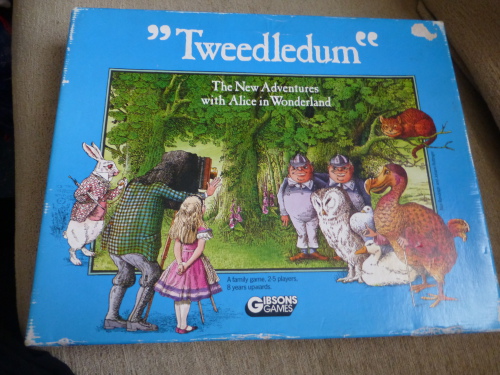 ”Tweedledum“
The New Adventures
with Alice in Wonderland
A family game, 2-5 players,
8 years upwards.
GIBSONS
GAMES